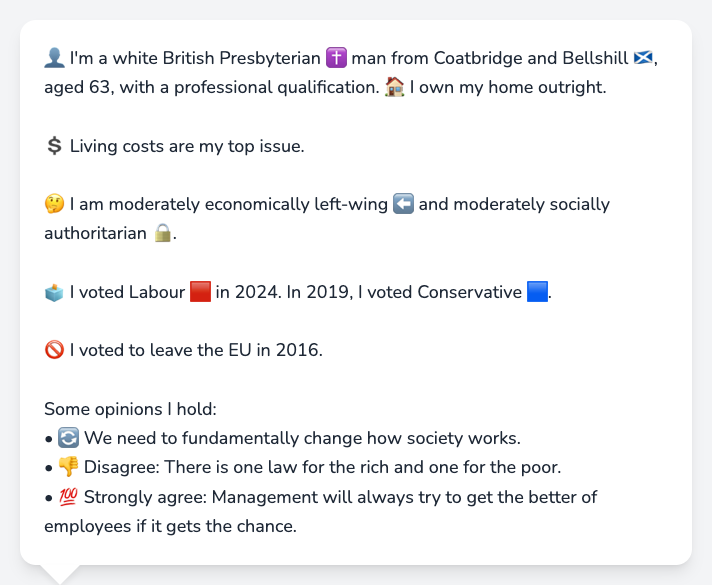 👤 I'm a white British Presbyterian ✝️ man from Coatbridge and Bellshill 🏴󠁧󠁢󠁳󠁣󠁴󠁿,
aged 63, with a professional qualification. 🏠 I own my home outright.
💲 Living costs are my top issue.
🤔 I am moderately economically left-wing ⬅️ and moderately socially
authoritarian 🔒.
🗳️ I voted Labour 🟥 in 2024. In 2019, I voted Conservative 🟦.
🚫 I voted to leave the EU in 2016.
Some opinions I hold:
• 🔄 We need to fundamentally change how society works.
• 👎 Disagree: There is one law for the rich and one for the poor.
• 💯 Strongly agree: Management will always try to get the better of
employees if it gets the chance.